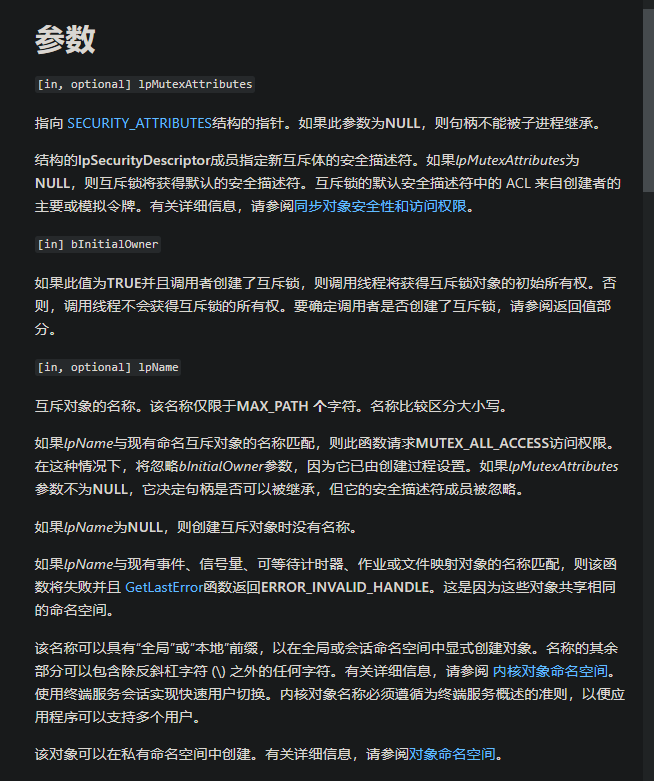 参数
[in, optional] lpMutexAttributes
指向 SECURITY_ATTRIBUTES结构的指针。如果此参数为NULL，则句柄不能被子进程继承。
结构的lpSecurityDescriptor成员指定新互斥体的安全描述符。如果lpMutexAttributes为
NULL，则互斥锁将获得默认的安全描述符。互斥锁的默认安全描述符中的 ACL 来自创建者的
主要或模拟令牌。有关详细信息，请参阅同步对象安全性和访问权限。
[in] bInitialOwner
如果此值为TRUE并且调用者创建了互斥锁，则调用线程将获得互斥锁对象的初始所有权。否
则，调用线程不会获得互斥锁的所有权。要确定调用者是否创建了互斥锁，请参阅返回值部
分。
[in, optional] lpName
互斥对象的名称。该名称仅限于MAX_PATH 个字符。名称比较区分大小写。
如果lpName与现有命名互斥对象的名称匹配，则此函数请求MUTEX_ALL_ACCESS访问权限。
在这种情况下，将忽略bInitialOwner参数，因为它已由创建过程设置。如果lpMutexAttributes
参数不为NULL，它决定句柄是否可以被继承，但它的安全描述符成员被忽略。
如果lpName为NULL，则创建互斥对象时没有名称。
如果lpName与现有事件、信号量、可等待计时器、作业或文件映射对象的名称匹配，则该函
数将失败并且 GetLastError函数返回ERROR_INVALID_HANDLE。这是因为这些对象共享相同
的命名空间。
该名称可以具有“全局”或“本地”前缀，以在全局或会话命名空间中显式创建对象。名称的其余
部分可以包含除反斜杠字符 (\) 之外的任何字符。有关详细信息，请参阅 内核对象命名空间。
使用终端服务会话实现快速用户切换。内核对象名称必须遵循为终端服务概述的准则，以便应
用程序可以支持多个用户。
该对象可以在私有命名空间中创建。有关详细信息，请参阅对象命名空间。